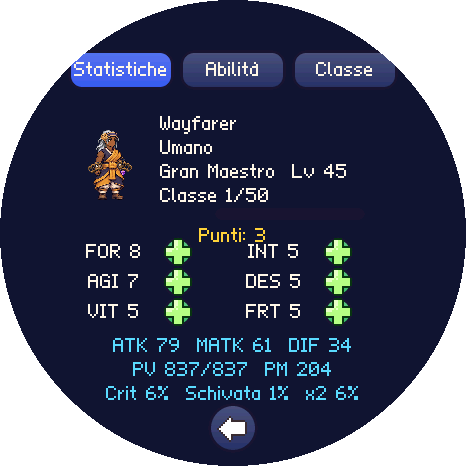 Statistiche Abilità Classe
Wayfarer
Umano
Gran Maestro Lv 45
Classe 1/50
Punti: 3
FOR 8 INT 5
AGI 7 DES 5
VIT 5 FRT 5
ATK 79 MATK 61 DIF 34
PV 837/837 PM 204
Crit 6% Schivata 1% x2 6%